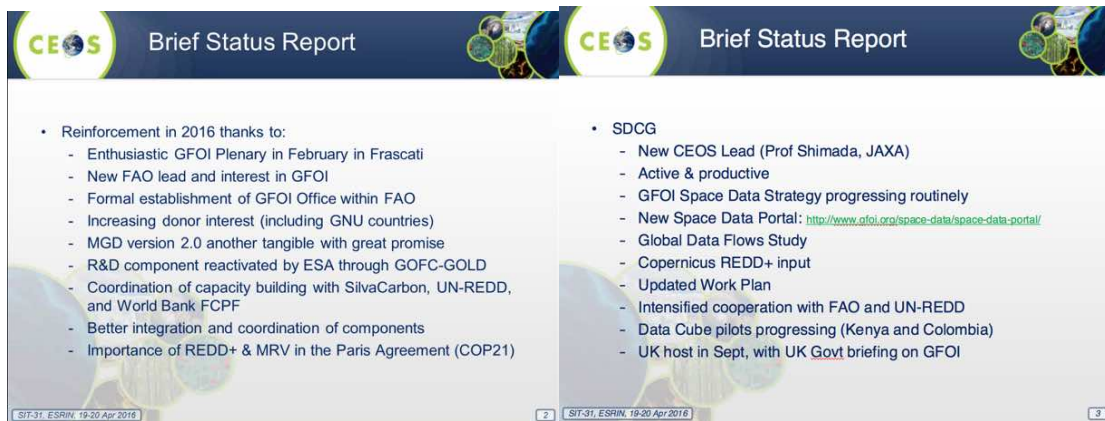 CEOS
Brief Status Report
• Reinforcement in 2016 thanks to:
- Enthusiastic GFOI Plenary in February in Frascati
- New FAO lead and interest in GFOI
- Formal establishment of GFOI Office within FAO
- Increasing donor interest (including GNU countries)
- MGD version 2.0 another tangible with great promise
- R&D component reactivated by ESA through GOFC-GOLD
- Coordination of capacity building with SilvaCarbon, UN-REDD,
and World Bank FCPF
- Better integration and coordination of components
- Importance of REDD+ & MRV in the Paris Agreement (COP21)
SIT-31, ESRIN, 19-20 Apr 2016
2
CEOS
Brief Status Report
• SDCG
- New CEOS Lead (Prof Shimada, JAXA)
- Active & productive
- GFOI Space Data Strategy progressing routinely
- New Space Data Portal: http://www.gfoi.org/space-data/space-data-portal/
- Global Data Flows Study
- Copernicus REDD+ input
- Updated Work Plan
- Intensified cooperation with FAO and UN-REDD
- Data Cube pilots progressing (Kenya and Colombia)
- UK host in Sept, with UK Govt briefing on GFOI
SIT-31, ESRIN, 19-20 Apr 2016
3